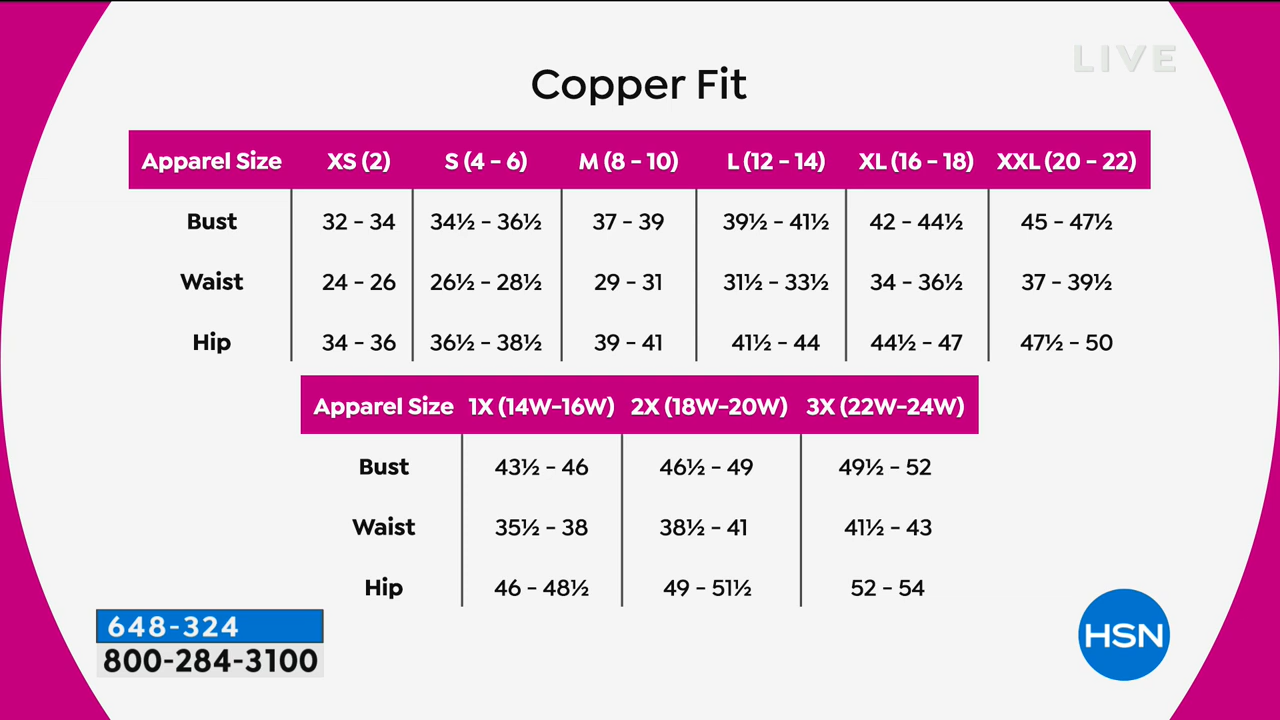 LIVE
Copper Fit
Apparel Size XS (2) S (4 – 6) M (8 – 10) L (12 – 14) XL (16 – 18) XXL (20 – 22)
Bust 32 – 34 34½ – 36½ 37 – 39 39½ – 41½ 42 – 44½ 45 – 47½
Waist 24 – 26 26½ – 28½ 29 – 31 31½ – 33½ 34 – 36½ 37 – 39½
Hip 34 – 36 36½ – 38½ 39 – 41 41½ – 44 44½ – 47 47½ – 50
Apparel Size 1X (14W–16W) 2X (18W–20W) 3X (22W–24W)
Bust 43½ – 46 46½ – 49 49½ – 52
Waist 35½ – 38 38½ – 41 41½ – 43
Hip 46 – 48½ 49 – 51½ 52 – 54
648-324
800-284-3100
HSN